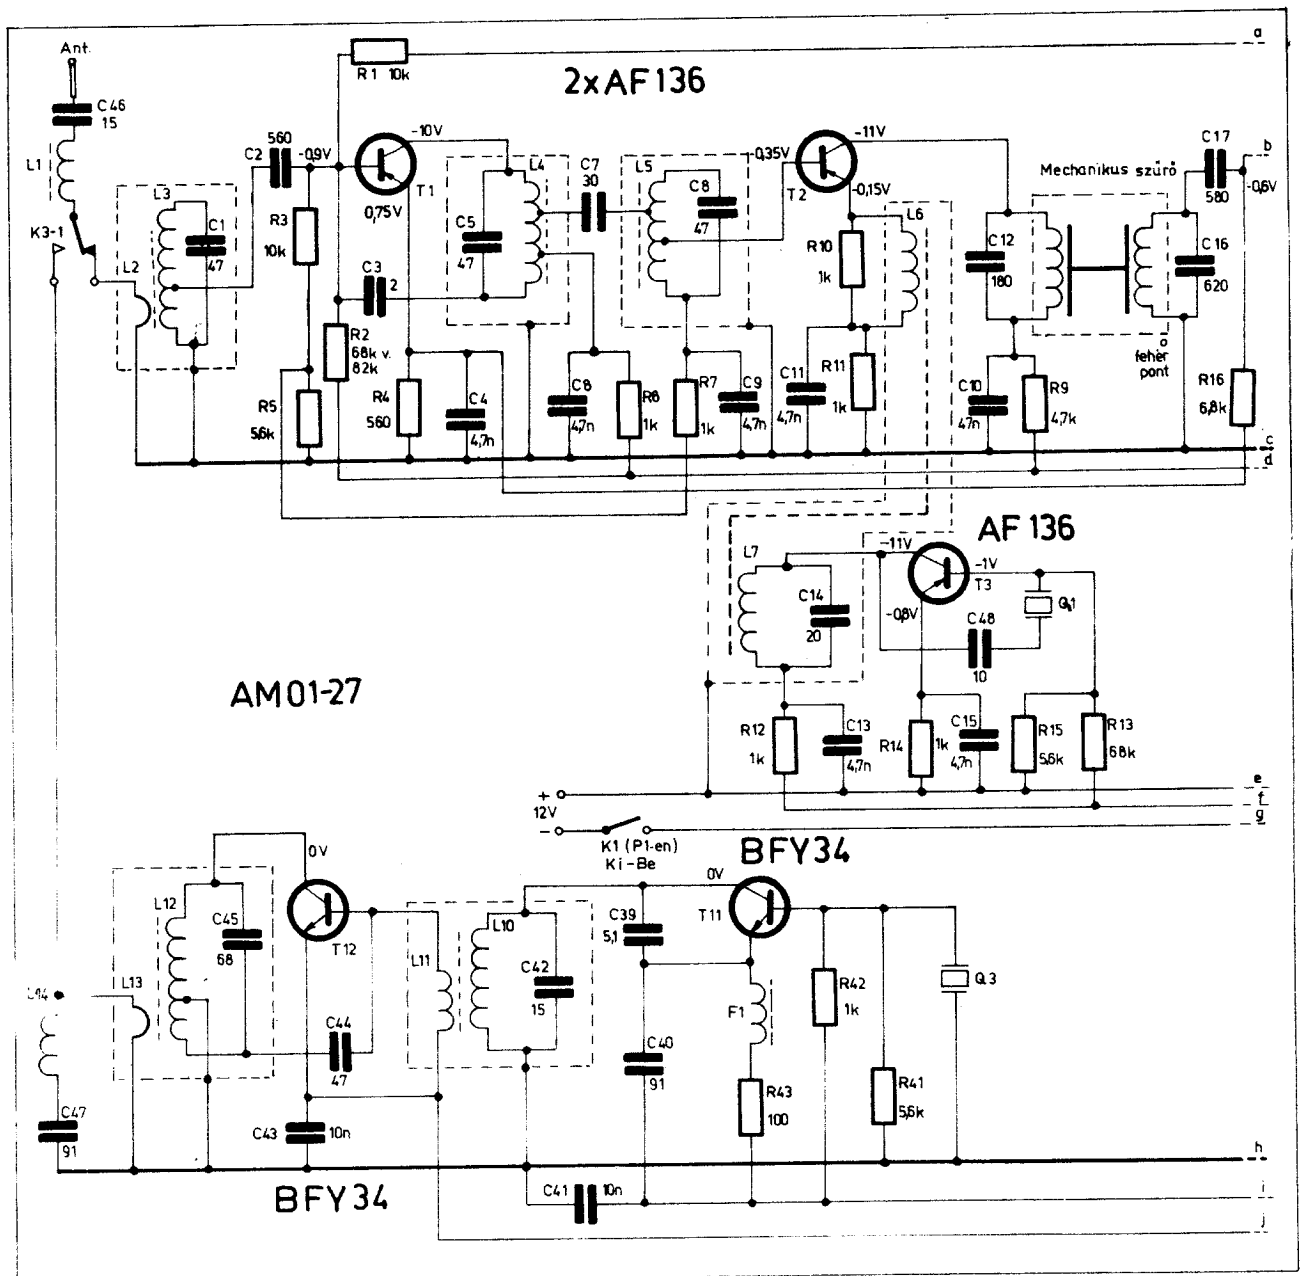 Ant.
a
R1 10k
2xAF136
C46
15
560
C2
-0,9V
-10V
-11V
C17
b
L1
L3
T1
L4
C7
30
L5
0,35V
T2
-0,15V
Mechanikus szűrő
580
-0,6V
K3-1
L2
C1
47
R3
10k
0,75V
C5
47
C8
47
L6
R10
1k
C12
180
C16
620
C3
2
R2
68k v.
82k
fehér
pont
R5
5,6k
R4
560
C4
4,7n
C8
4,7n
R6
1k
R7
1k
C9
4,7n
C11
4,7n
R11
1k
C10
47n
R9
4,7k
R16
6,8k
c
d
AF 136
L7
-11V
-1V
T3
C14
20
-0,8V
C48
10
Q1
AM01-27
R12
1k
C13
4,7n
R14
1k
C15
4,7n
R15
5,6k
R13
68k
+
12V
-
e
f
g
K1 (P1-en)
Ki-Be
BFY34
0V
0V
L12
C45
68
T12
L10
C39
5,1
T11
L14
L13
L11
C42
15
F1
R42
1k
Q3
C44
47
C40
91
R43
100
R41
5,6k
C47
91
C43
10n
h
BFY34
C41
10n
i
j